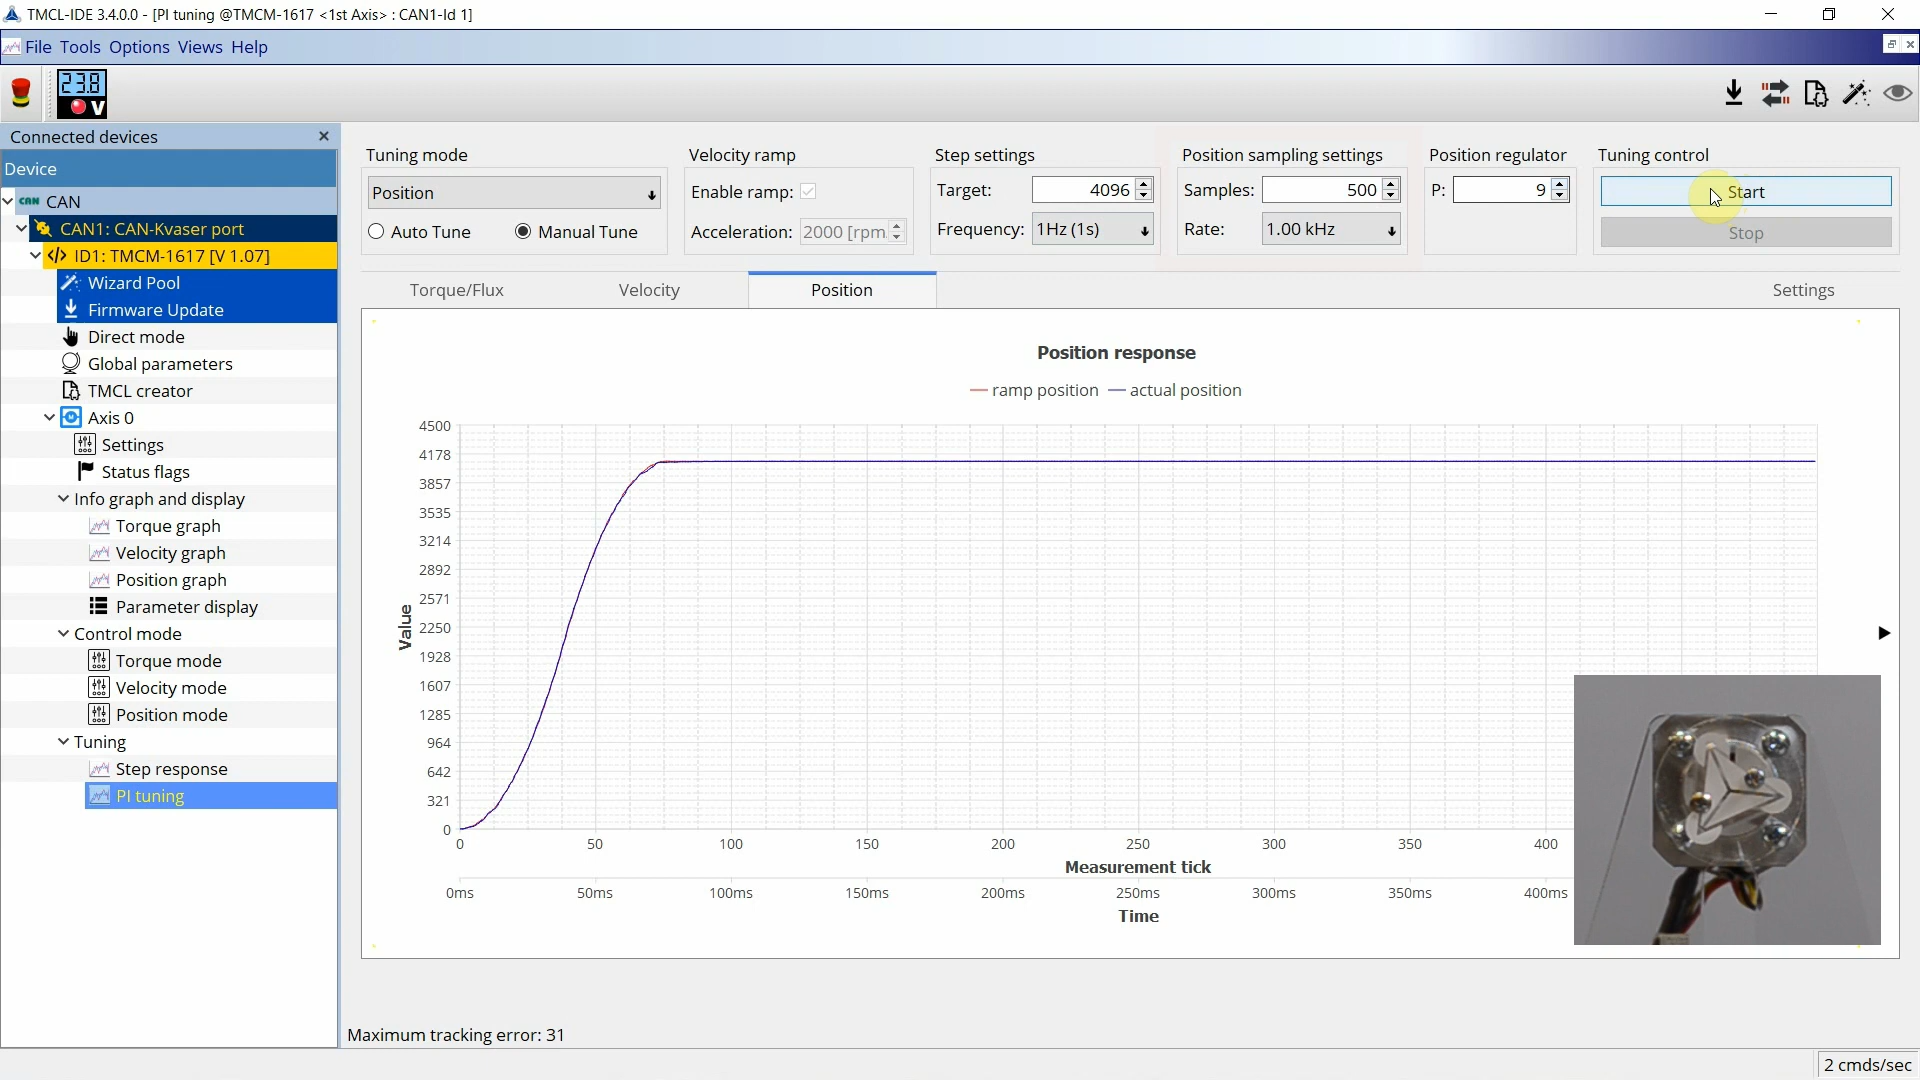 TMCL-IDE 3.4.0.0 - [PI tuning @TMCM-1617 <1st Axis> : CAN1-Id 1]
File Tools Options Views Help
23.8
V
Connected devices
Device
CAN CAN
CAN1: CAN-Kvaser port
ID1: TMCM-1617 [V 1.07]
Wizard Pool
Firmware Update
Direct mode
Global parameters
TMCL creator
Axis 0
Settings
Status flags
Info graph and display
Torque graph
Velocity graph
Position graph
Parameter display
Control mode
Torque mode
Velocity mode
Position mode
Tuning
Step response
PI tuning
Tuning mode
Position
Auto Tune Manual Tune
Velocity ramp
Enable ramp:
Acceleration: 2000 [rpm
Step settings
Target: 4096
Frequency: 1Hz (1s)
Position sampling settings
Samples: 500
Rate: 1.00 kHz
Position regulator
P: 9
Tuning control
Start
Stop
Torque/Flux Velocity Position Settings
Position response
ramp position actual position
4500
4178
3857
3535
3214
2892
2571
2250
1928
1607
1285
964
642
321
0
Value
0 50 100 150 200 250 300 350 400
Measurement tick
0ms 50ms 100ms 150ms 200ms 250ms 300ms 350ms 400ms
Time
Maximum tracking error: 31
2 cmds/sec